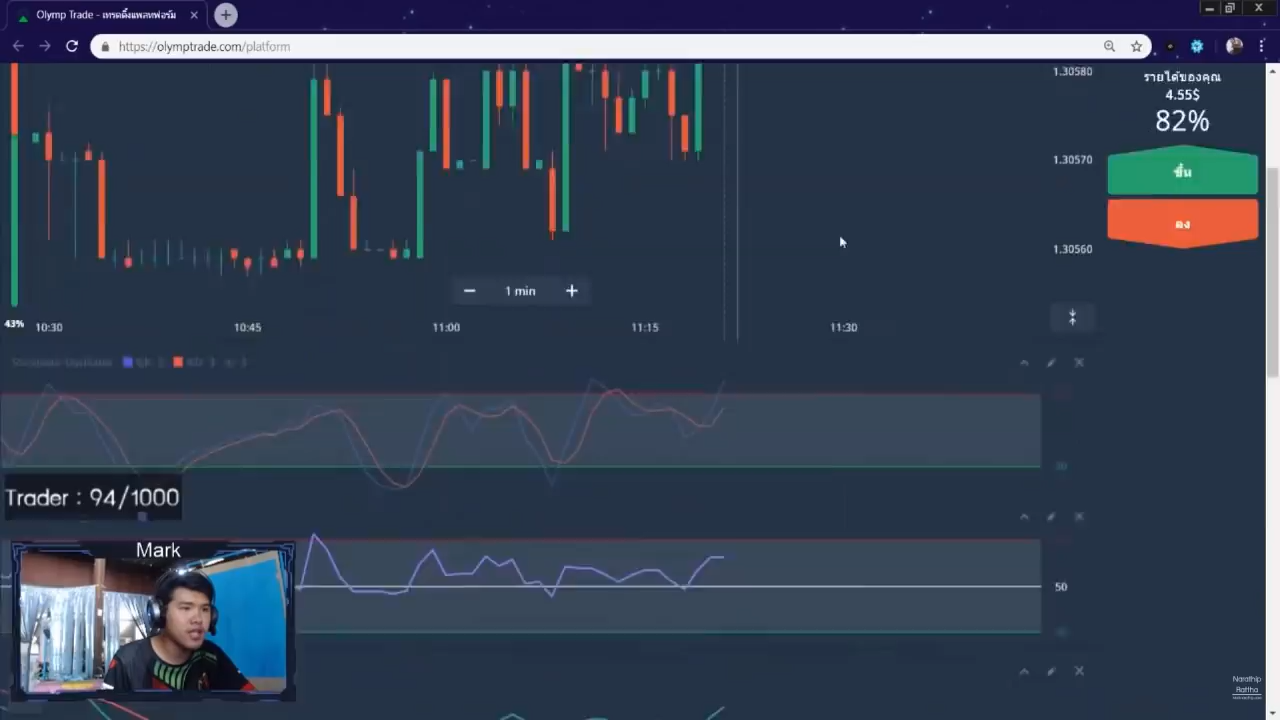 Olymp Trade - เทรดดิ้งแพลทฟอร์ม
https://olymptrade.com/platform
1.30580
รายได้ของคุณ
4.55$
82%
1.30570
ขึ้น
ลง
1.30560
1 min
43%
10:30
10:45
11:00
11:15
11:30
Trader : 94/1000
Mark
50
Narathip
Rattha